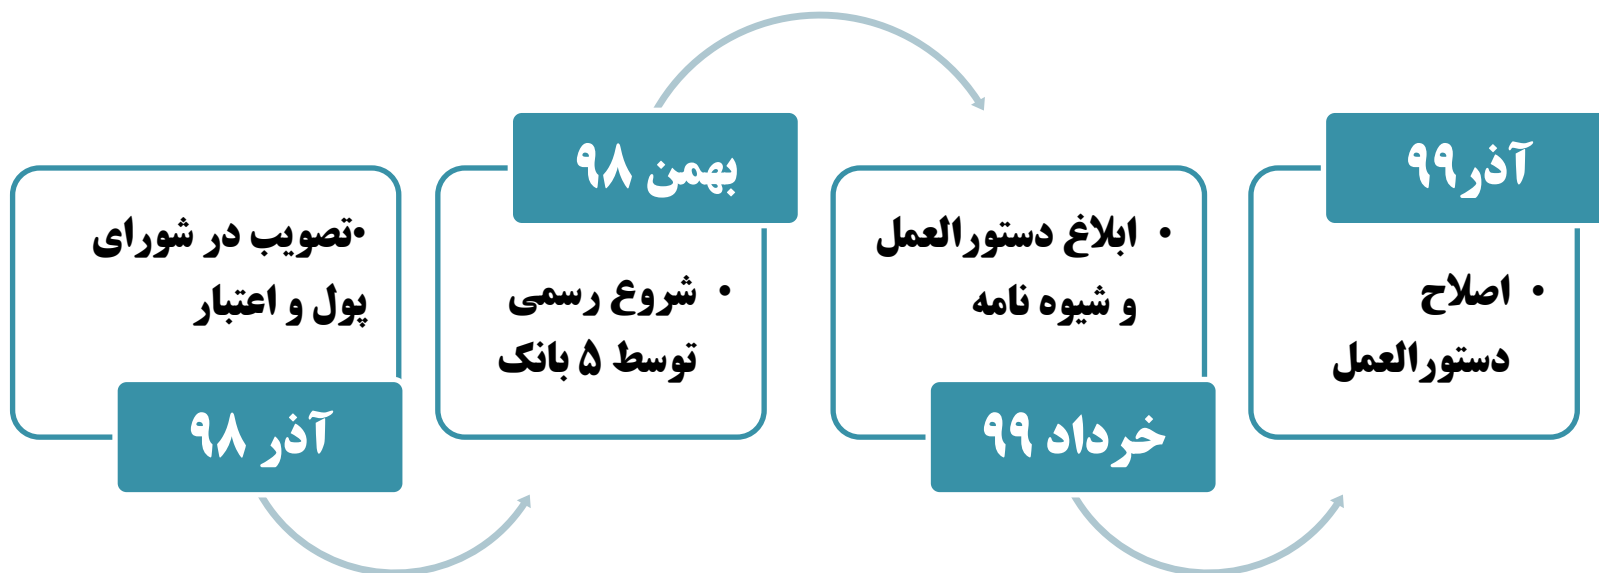 •تصویب در شورای
پول و اعتبار
آذر ۹۸
بهمن ۹۸
• شروع رسمی
توسط ۵ بانک
• ابلاغ دستورالعمل
و شیوه نامه
خرداد ۹۹
آذر۹۹
• اصلاح
دستورالعمل